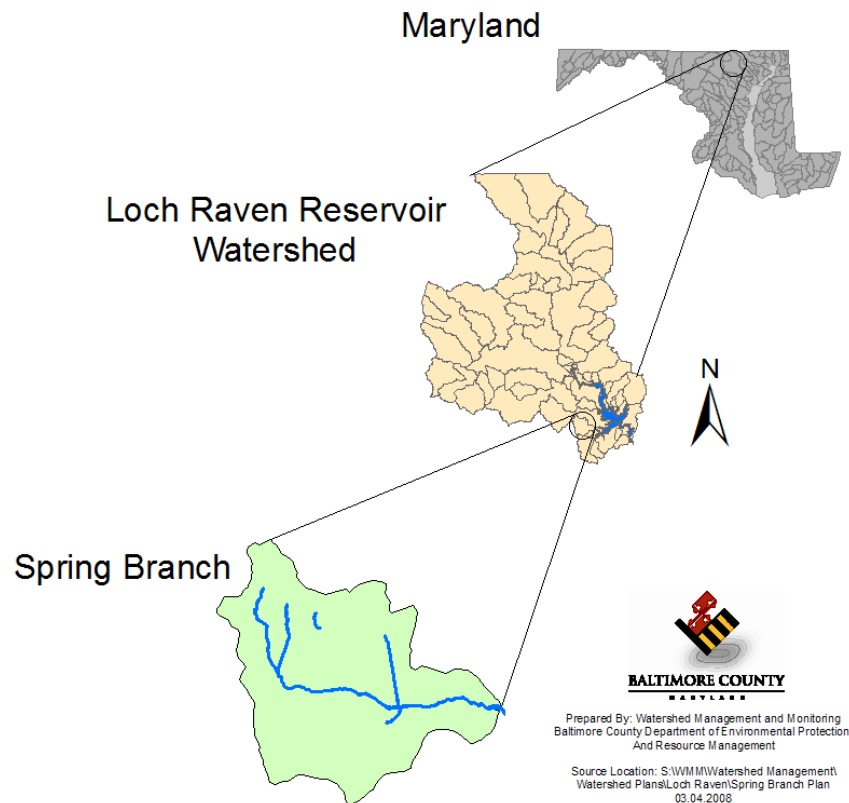 Maryland
Loch Raven Reservoir
Watershed
N
Spring Branch
BALTIMORE COUNTY
MARYLAND
Prepared By: Watershed Management and Monitoring
Baltimore County Department of Environmental Protection
And Resource Management
Source Location: S:\WMM\Watershed Management\
Watershed Plans\Loch Raven\Spring Branch Plan
03.04.2008